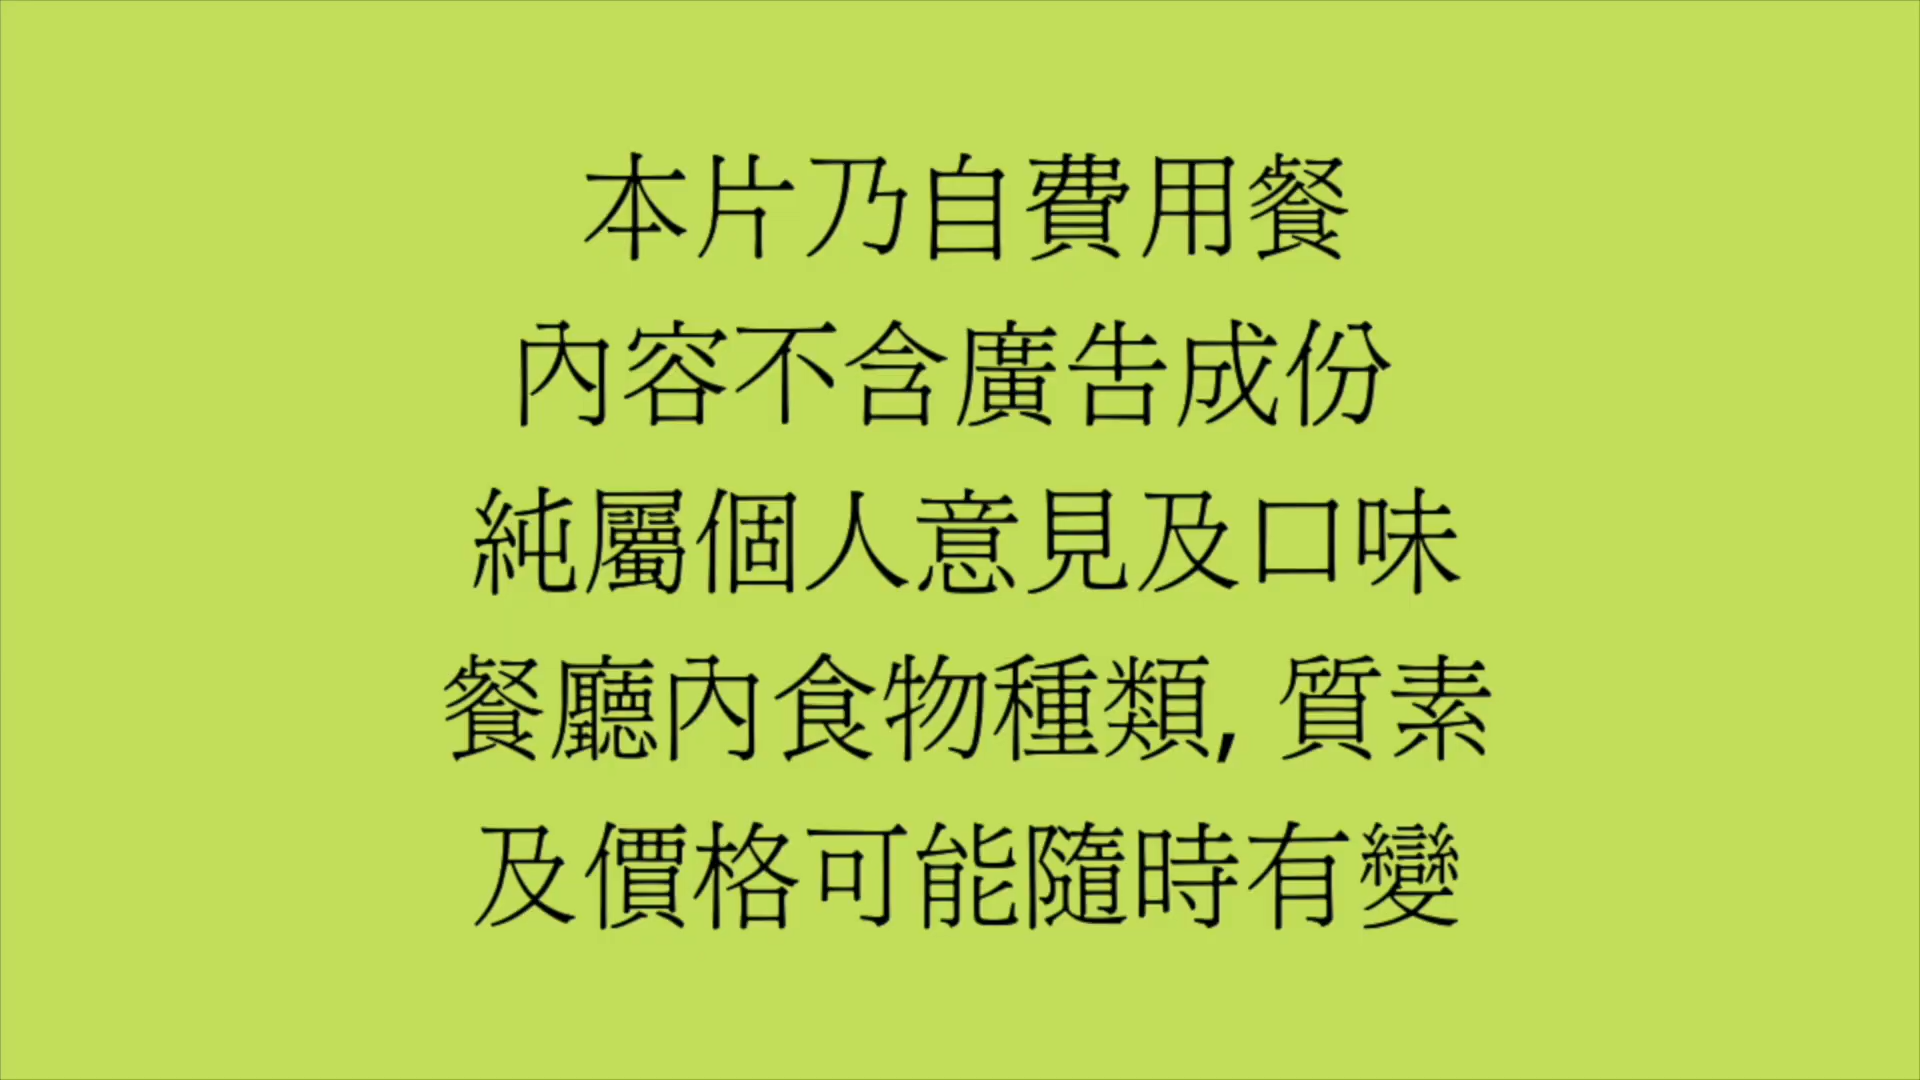 本片乃自費用餐
內容不含廣告成份
純屬個人意見及口味
餐廳內食物種類, 質素
及價格可能隨時有變